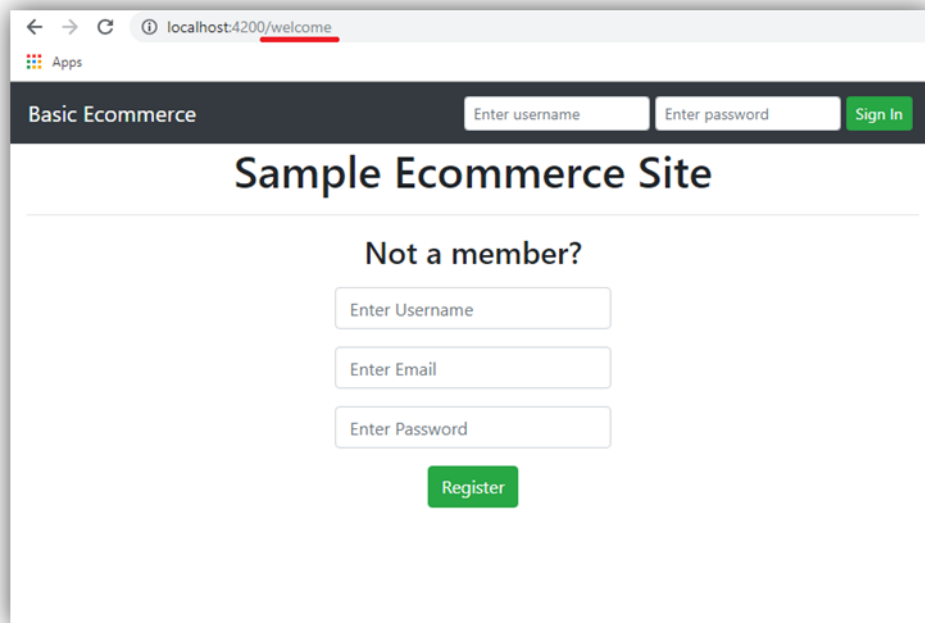 localhost:4200/welcome
Apps
Basic Ecommerce Enter username Enter password Sign In
Sample Ecommerce Site
Not a member?
Enter Username
Enter Email
Enter Password
Register